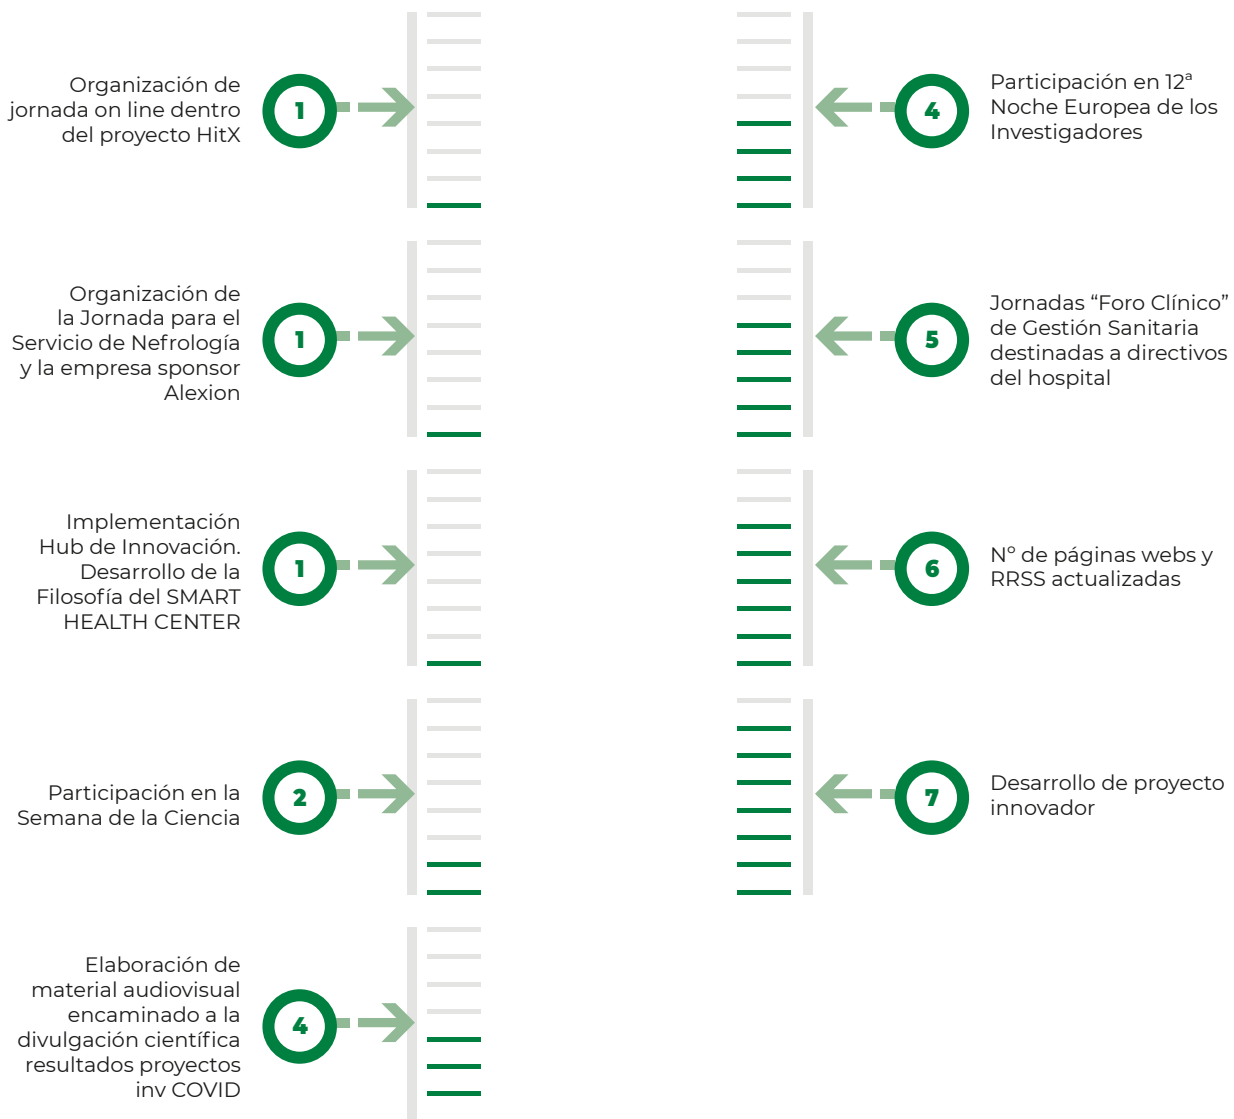 Organización de
jornada on line dentro
del proyecto HitX
1
Organización de
la Jornada para el
Servicio de Nefrología
y la empresa sponsor
Alexion
1
Implementación
Hub de Innovación.
Desarrollo de la
Filosofía del SMART
HEALTH CENTER
1
Participación en la
Semana de la Ciencia
2
Elaboración de
material audiovisual
encaminado a la
divulgación científica
resultados proyectos
inv COVID
4
4
Participación en 12ª
Noche Europea de los
Investigadores
5
Jornadas “Foro Clínico”
de Gestión Sanitaria
destinadas a directivos
del hospital
6
Nº de páginas webs y
RRSS actualizadas
7
Desarrollo de proyecto
innovador